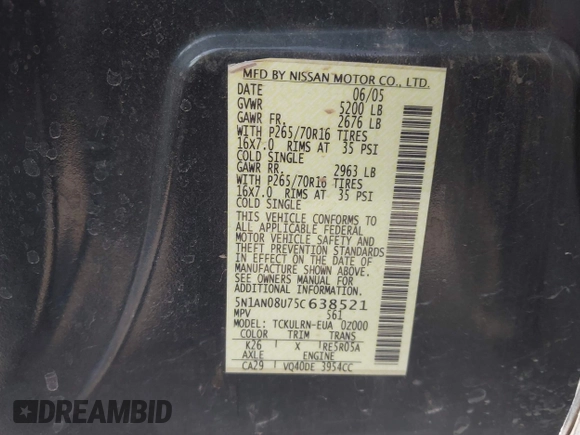 MFD BY NISSAN MOTOR CO., LTD.
DATE 06/05
GVWR 5200 LB
GAWR FR. 2676 LB
WITH P265/70R16 TIRES
16X7.0 RIMS AT 35 PSI
COLD SINGLE
GAWR RR. 2963 LB
WITH P265/70R16 TIRES
16X7.0 RIMS AT 35 PSI
COLD SINGLE
THIS VEHICLE CONFORMS TO
ALL APPLICABLE FEDERAL
MOTOR VEHICLE SAFETY AND
THEFT PREVENTION STANDARDS
IN EFFECT ON THE DATE OF
MANUFACTURE SHOWN ABOVE.
SEE OWNERS MANUAL FOR
ADDITIONAL INFORMATION.
5N1AN08U75C638521
MPV 561
MODEL: TCKULRN-EUA 0Z000
COLOR TRIM TRANS
K26 X RE5R05A
AXLE ENGINE
CA29 VQ40DE 3954CC
DREAMBID